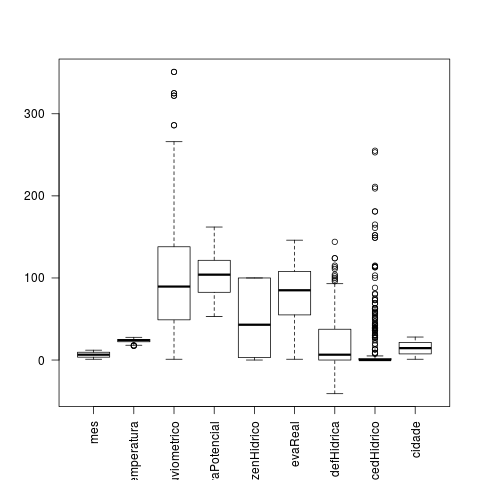 300
200
100
0
mes
emperatura
uviometrico
aPotencial
zenHidrico
evaReal
defHidrica
cedHidrico
cidade